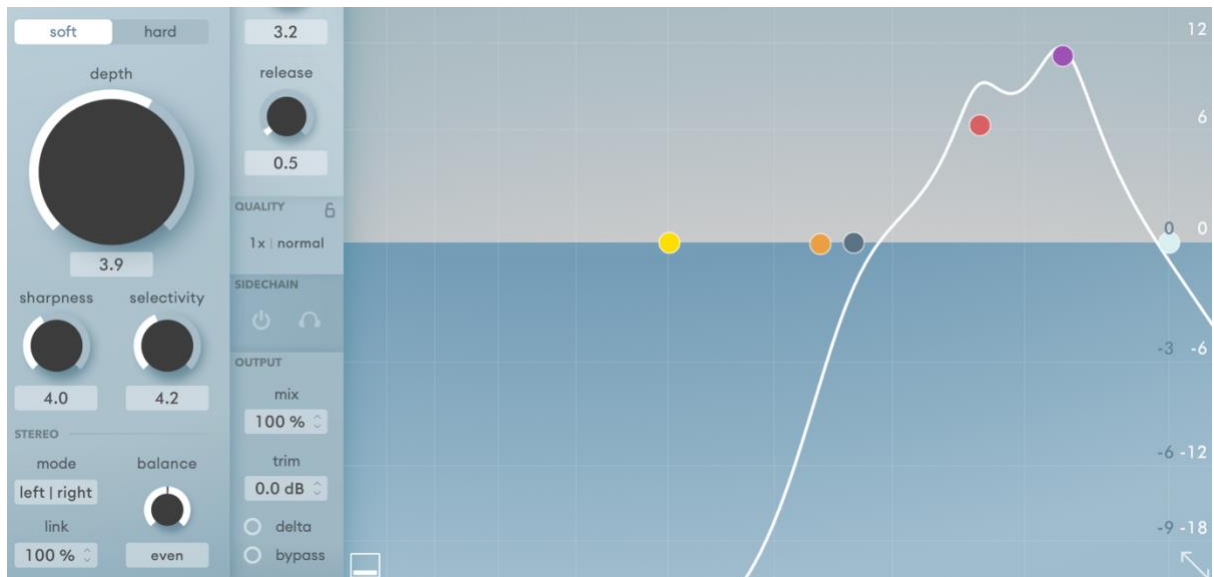 soft hard
depth
3.9
sharpness selectivity
4.0 4.2
STEREO
mode balance
left | right
link
100 % even
3.2
release
0.5
QUALITY
1x | normal
SIDECHAIN
OUTPUT
mix
100 %
trim
0.0 dB
delta
bypass
12
6
0 0
-3 -6
-6 -12
-9 -18